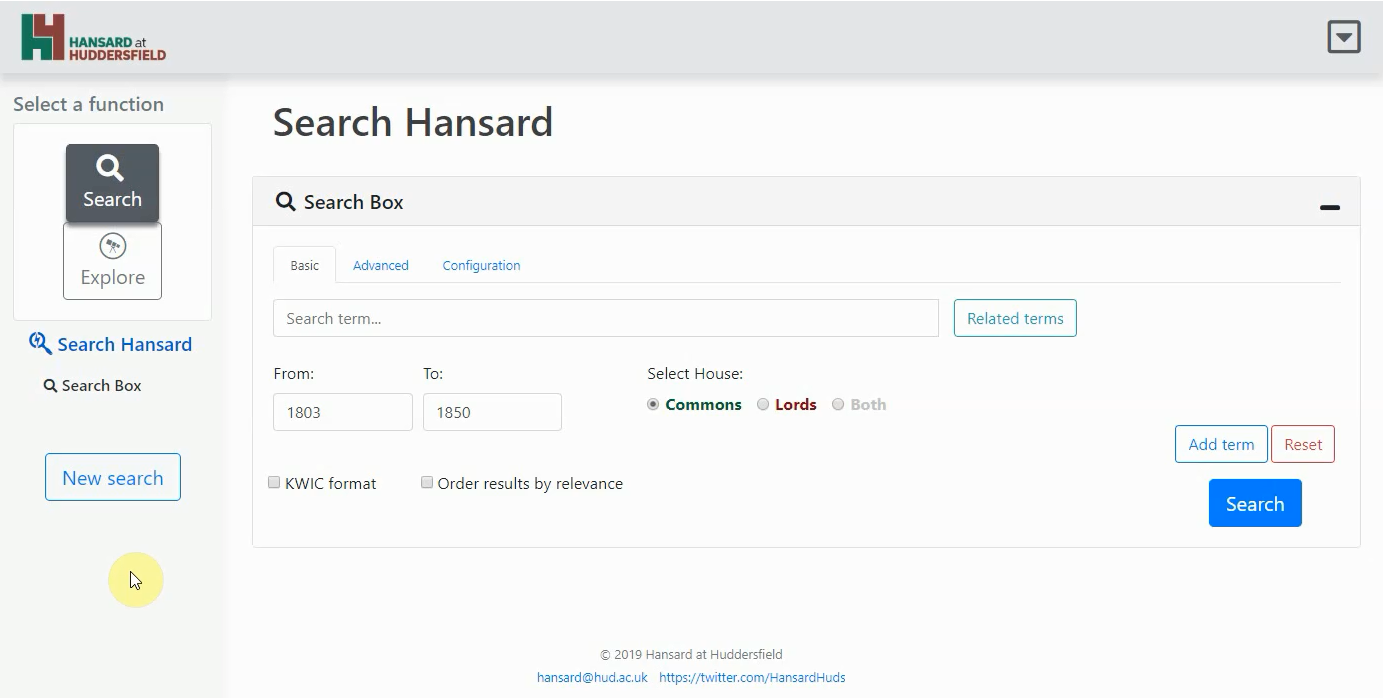 HANSARD at
HUDDERSFIELD
Select a function
Search
Explore
Search Hansard
Search Box
New search
Search Hansard
Search Box
Basic Advanced Configuration
Search term... Related terms
From: To: Select House:
1803 1850 Commons Lords Both
Add term Reset
KWIC format Order results by relevance
Search
© 2019 Hansard at Huddersfield
hansard@hud.ac.uk https://twitter.com/HansardHuds